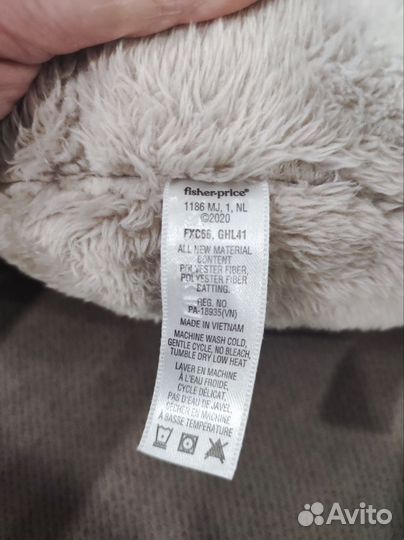 fisher-price®
1186 MJ, 1, NL
©2020
FXC66, GHL41
ALL NEW MATERIAL
CONTENT
POLYESTER FIBER,
POLYESTER FIBER
BATTING.
REG. NO
PA-18935(VN)
MADE IN VIETNAM
MACHINE WASH COLD,
GENTLE CYCLE, NO BLEACH,
TUMBLE DRY LOW HEAT
LAVER EN MACHINE
À L'EAU FROIDE,
CYCLE DÉLICAT.
PAS D'EAU DE JAVEL.
SÉCHER EN MACHINE
À BASSE TEMPÉRATURE
Avito